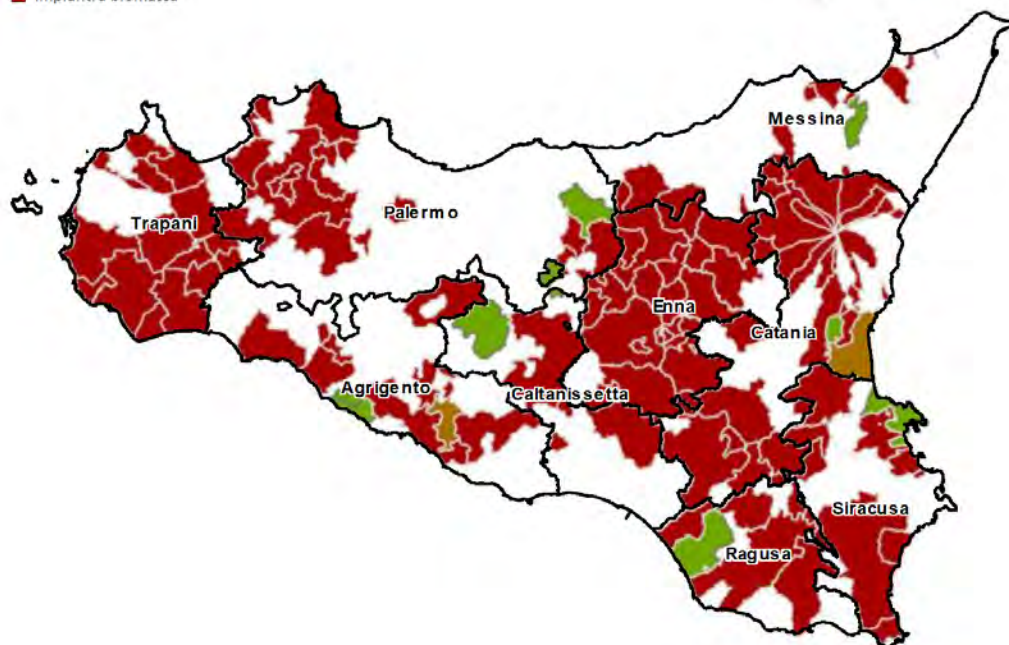 Messina
Palermo
Trapani
Enna
Catania
Agrigento
Caltanissetta
Siracusa
Ragusa